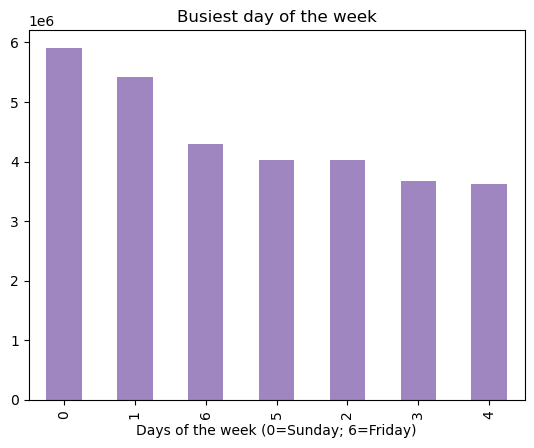 Busiest day of the week
1e6
6
5
4
3
2
1
0
0 1 6 5 2 3 4
Days of the week (0=Sunday; 6=Friday)